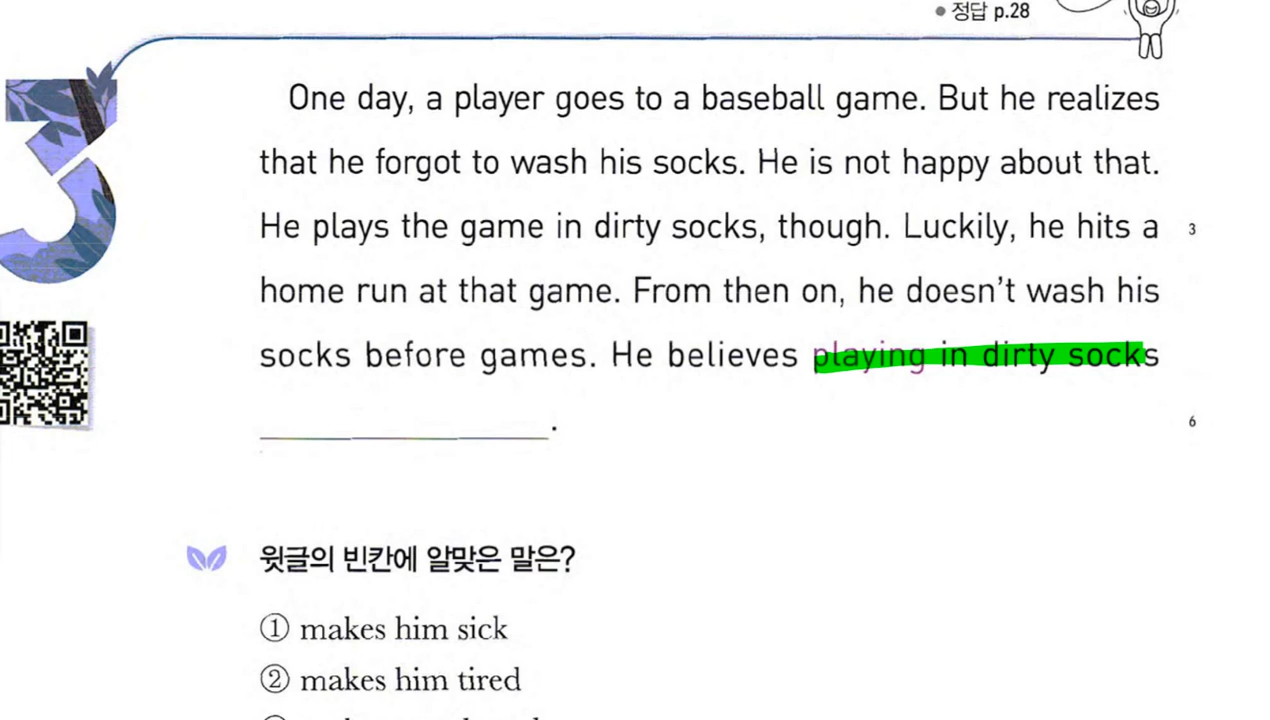 정답 p.28
One day, a player goes to a baseball game. But he realizes
that he forgot to wash his socks. He is not happy about that.
He plays the game in dirty socks, though. Luckily, he hits a
3
home run at that game. From then on, he doesn't wash his
socks before games. He believes playing in dirty socks
.
6
3
윗글의 빈칸에 알맞은 말은?
① makes him sick
② makes him tired